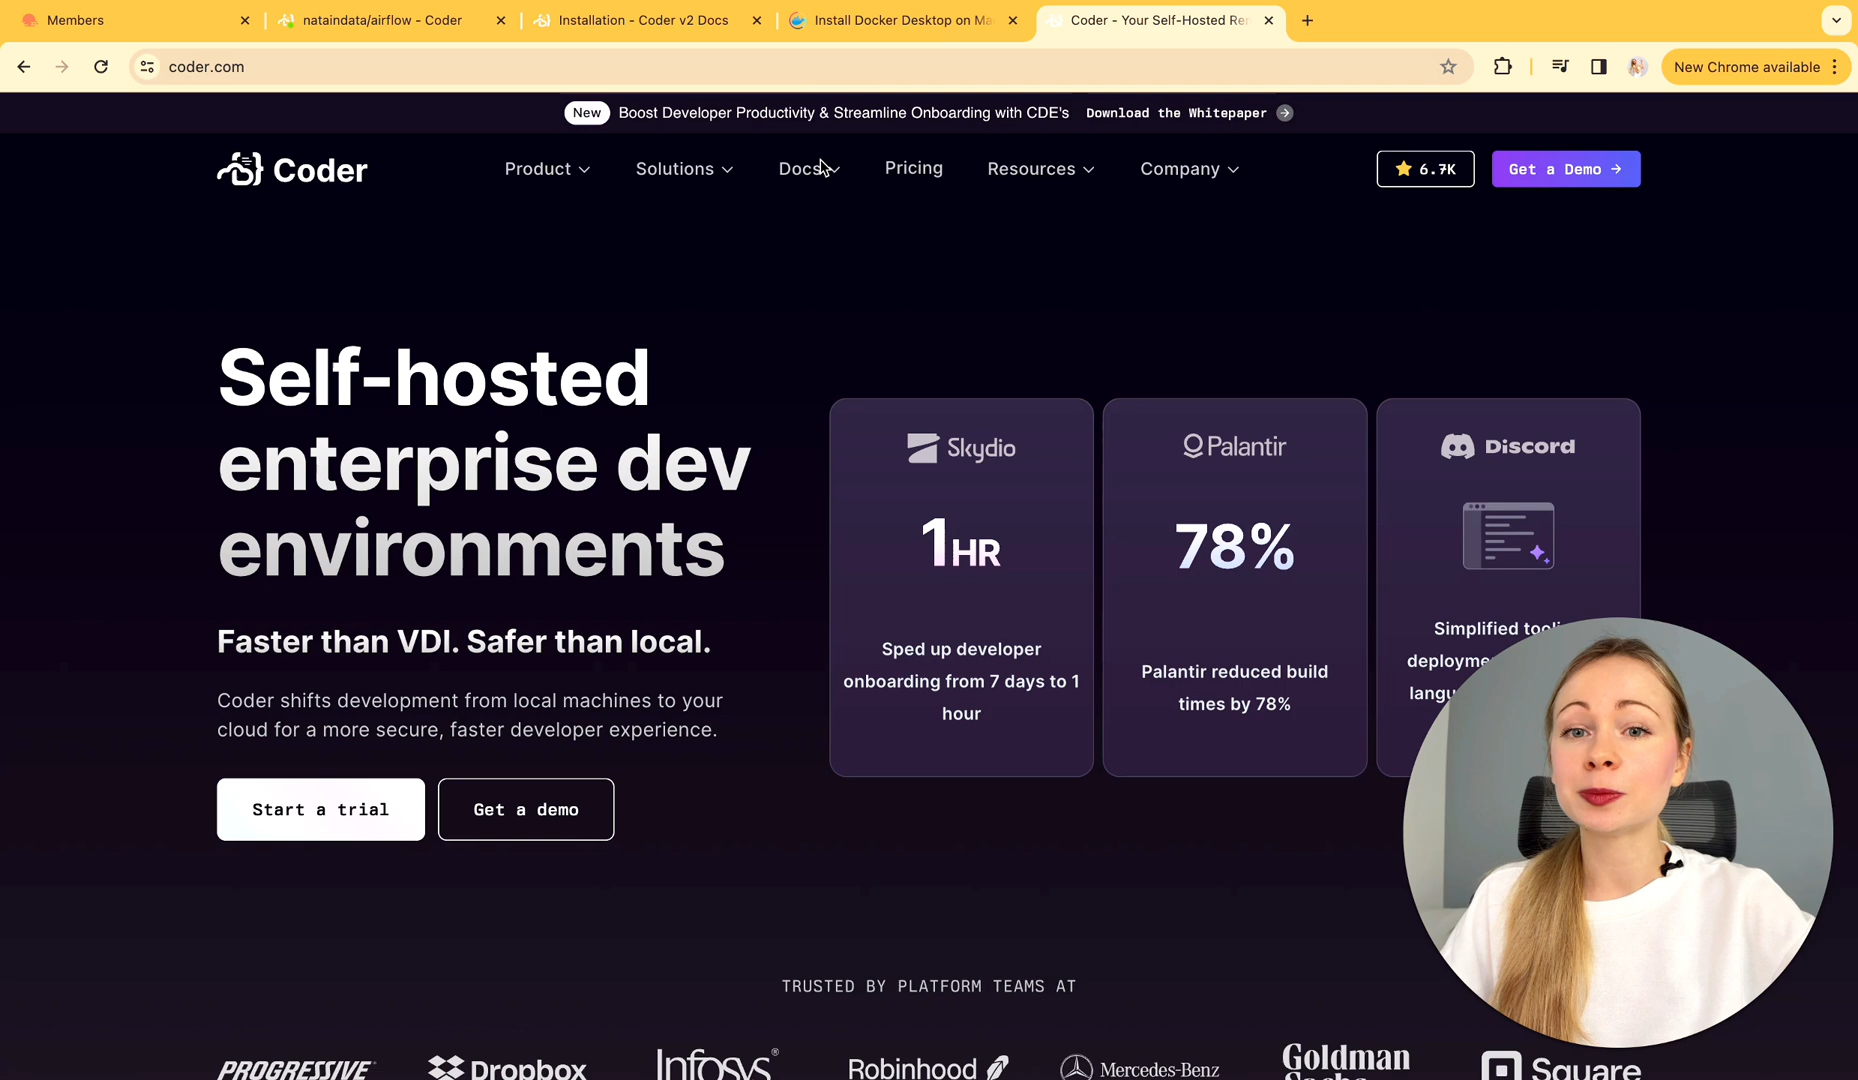 Members
nataindata/airflow - Coder
Installation - Coder v2 Docs
Install Docker Desktop on Ma
Coder - Your Self-Hosted Re
coder.com
New Chrome available
New Boost Developer Productivity & Streamline Onboarding with CDE's Download the Whitepaper
Coder
Product
Solutions
Docs
Pricing
Resources
Company
6.7K
Get a Demo →
Self-hosted
enterprise dev
environments
Faster than VDI. Safer than local.
Coder shifts development from local machines to your
cloud for a more secure, faster developer experience.
Start a trial
Get a demo
Skydio
1HR
Sped up developer
onboarding from 7 days to 1
hour
Palantir
78%
Palantir reduced build
times by 78%
Discord
Simplified
TRUSTED BY PLATFORM TEAMS AT
PROGRESSIVE
Dropbox
Infosys®
Robinhood
Mercedes-Benz
Goldman
Sachs
Square